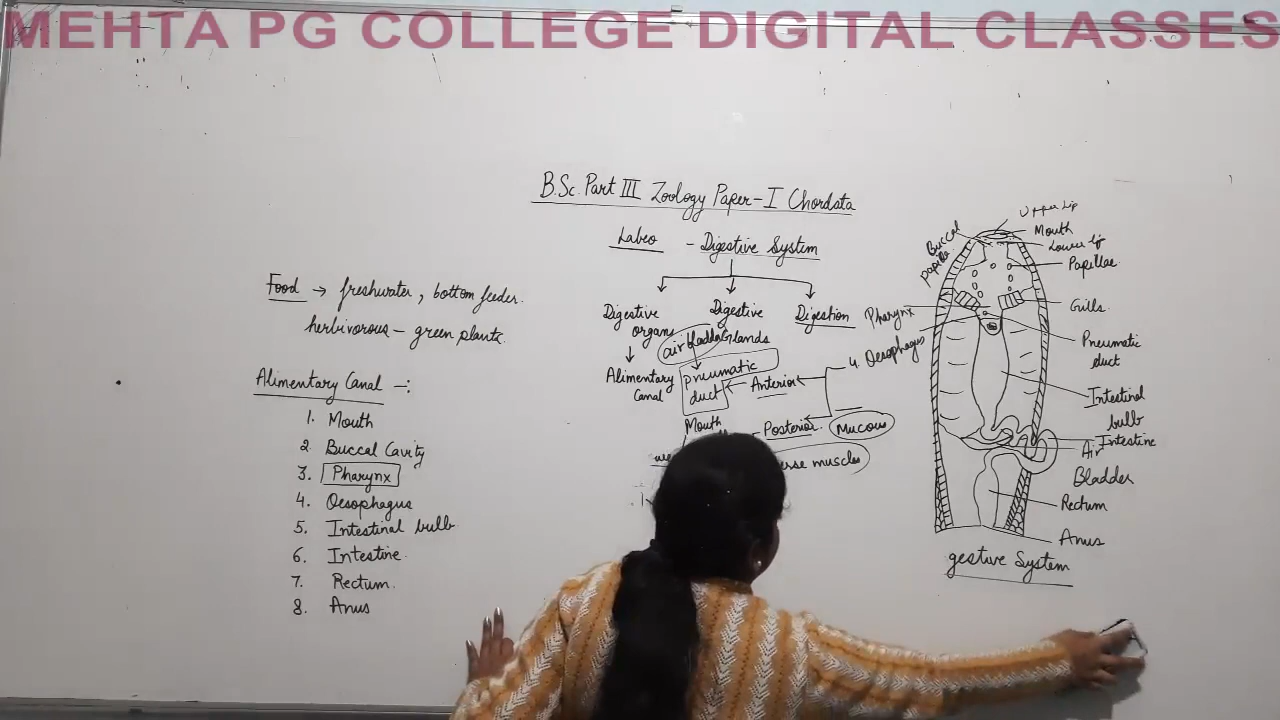 MEHTA PG COLLEGE DIGITAL CLASSES
B.Sc. Part III Zoology Paper-I Chordata
Labeo - Digestive System
Digestive organs
Digestive Glands
Digestion
Alimentary Canal
air bladder
pneumatic duct
Anterior
4. Oesophagus
Posterior
Mucous
Mouth
muscles
Food → freshwater, bottom feeder.
herbivorous - green plants.
Alimentary Canal -:
1. Mouth
2. Buccal Cavity
3. Pharynx
4. Oesophagus
5. Intestinal bulb
6. Intestine
7. Rectum.
8. Anus
Upper lip
Mouth
Lower lip
Papillae
Buccal papilla
Gills
Pharynx
Pneumatic duct
Intestinal bulb
Intestine
Air Bladder
Rectum
Anus
gestive System